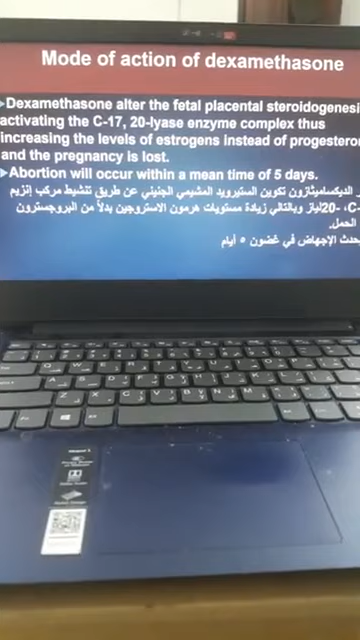 Mode of action of dexamethasone
Dexamethasone alter the fetal placental steroidogenesi
activating the C-17, 20-lyase enzyme complex thus
increasing the levels of estrogens instead of progestero
and the pregnancy is lost.
Abortion will occur within a mean time of 5 days.
الديكساميثازون تكوين الستيرويد المشيمي الجنيني عن طريق تنشيط مركب إنزيم
C-، 20-لياز وبالتالي زيادة مستويات هرمون الاستروجين بدلاً من البروجسترون
الحمل.
يحدث الإجهاض في غضون ٥ أيام